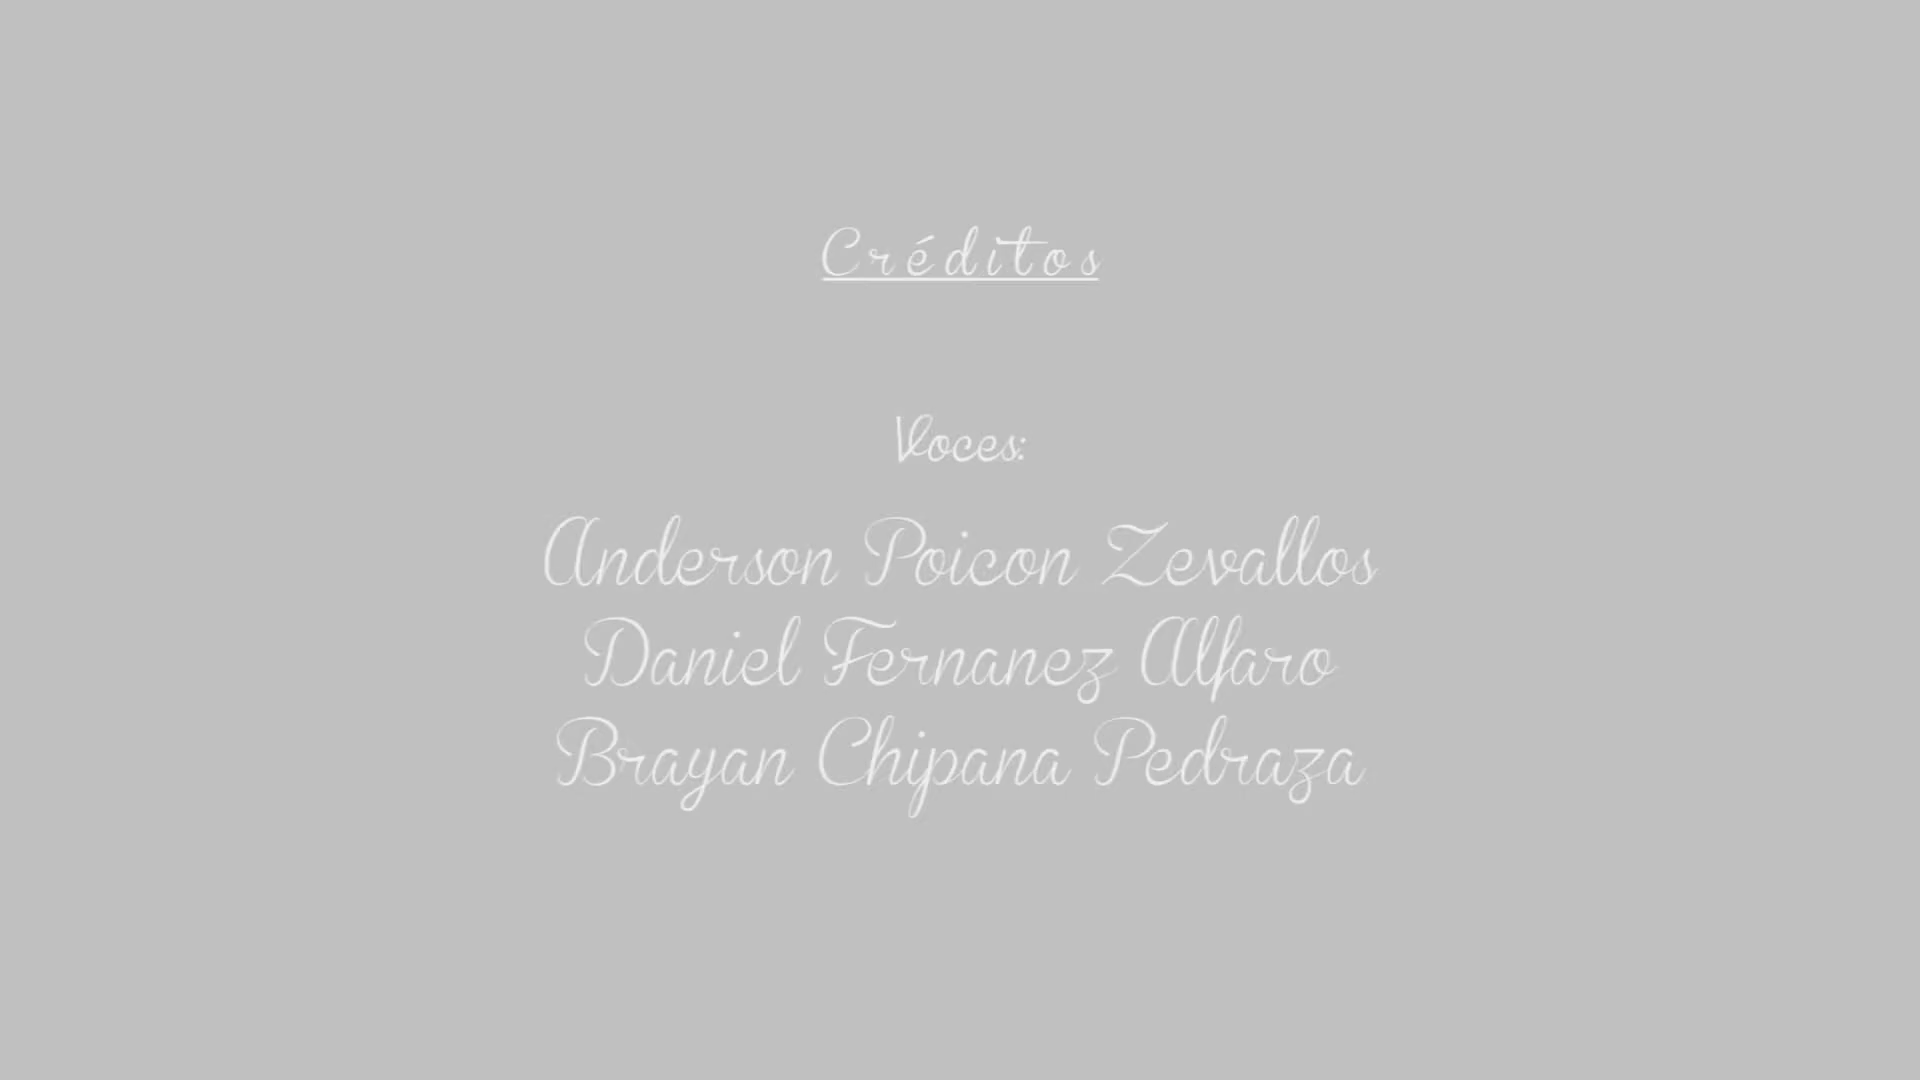 Créditos
Voces:
Anderson Poicon Zevallos
Daniel Fernanez Alfaro
Brayan Chipana Pedraza